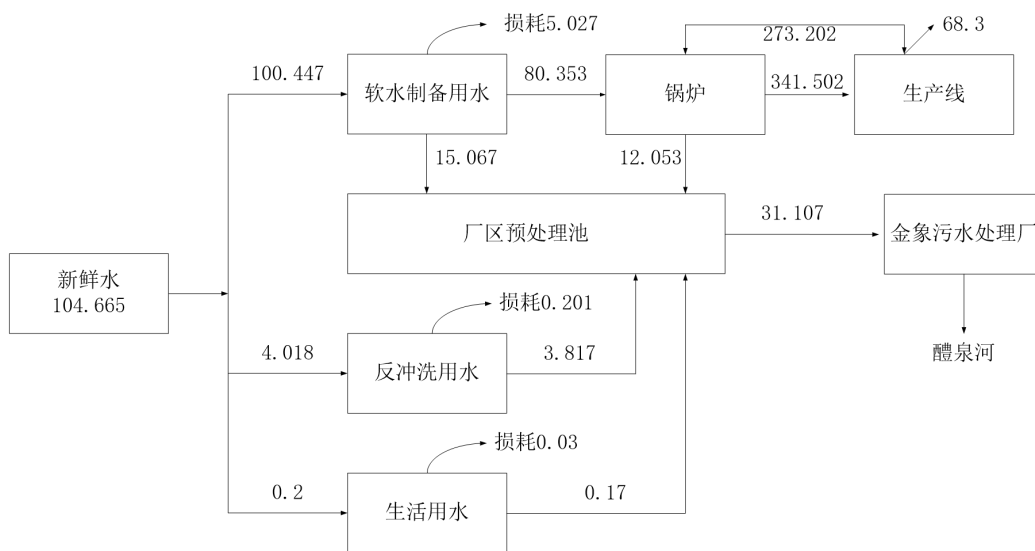 损耗5.027
273.202
68.3
100.447
软水制备用水
80.353
锅炉
341.502
生产线
15.067
12.053
厂区预处理池
31.107
金象污水处理厂
新鲜水
104.665
损耗0.201
4.018
反冲洗用水
3.817
醴泉河
损耗0.03
0.2
生活用水
0.17